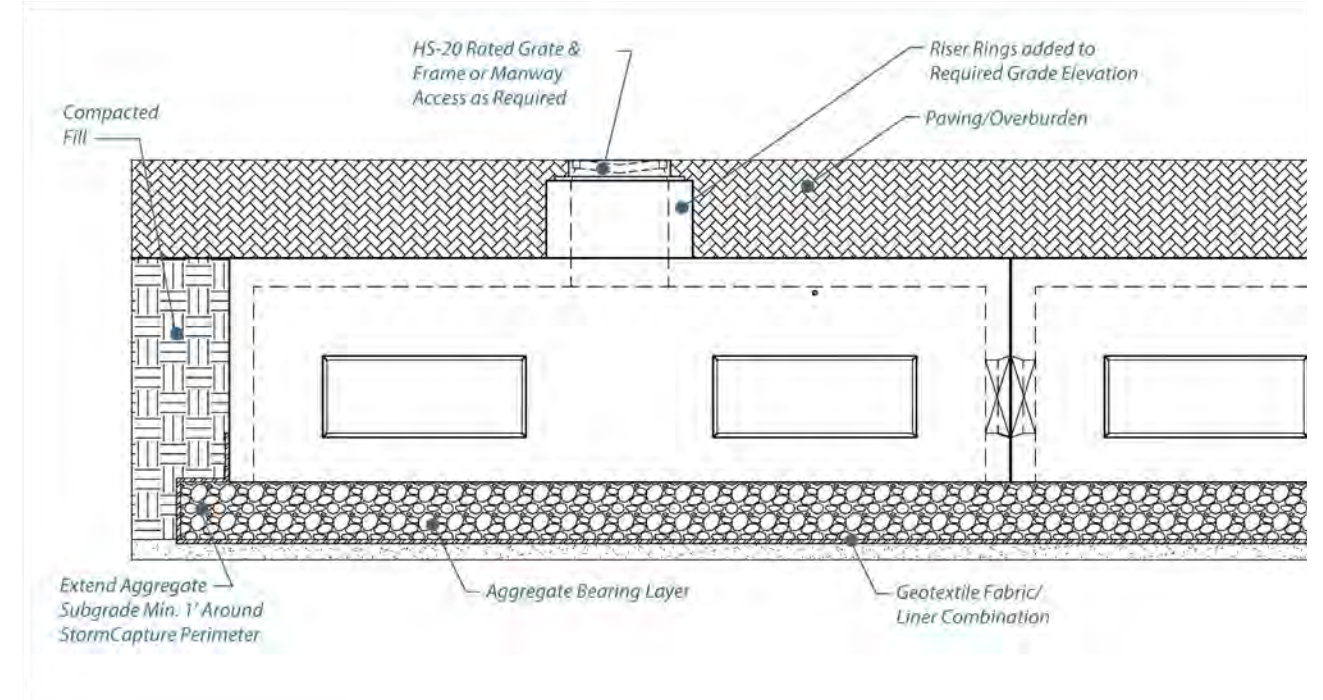 HS-20 Rated Grate &
Frame or Manway
Access as Required
Riser Rings added to
Required Grade Elevation
Compacted
Fill
Paving/Overburden
Extend Aggregate
Subgrade Min. 1' Around
StormCapture Perimeter
Aggregate Bearing Layer
Geotextile Fabric/
Liner Combination